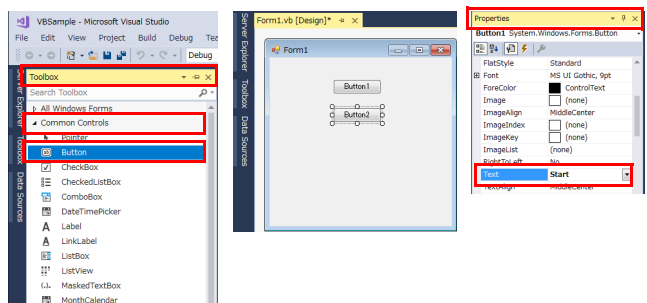 VBSample - Microsoft Visual Studio
File Edit View Project Build Debug Tea
Debug
Server Explorer Toolbox Data Sources
Toolbox
Search Toolbox
All Windows Forms
Common Controls
Pointer
Button
CheckBox
CheckedListBox
ComboBox
DateTimePicker
Label
LinkLabel
ListBox
ListView
MaskedTextBox
MonthCalendar
Server Explorer Toolbox Data Sources
Form1.vb [Design]*
Form1
Button1
Button2
Properties
Button1 System.Windows.Forms.Button
FlatStyle Standard
Font MS UI Gothic, 9pt
ForeColor ControlText
Image (none)
ImageAlign MiddleCenter
ImageIndex (none)
ImageKey (none)
ImageList (none)
RightToLeft No
Text Start
TextAlign MiddleCenter